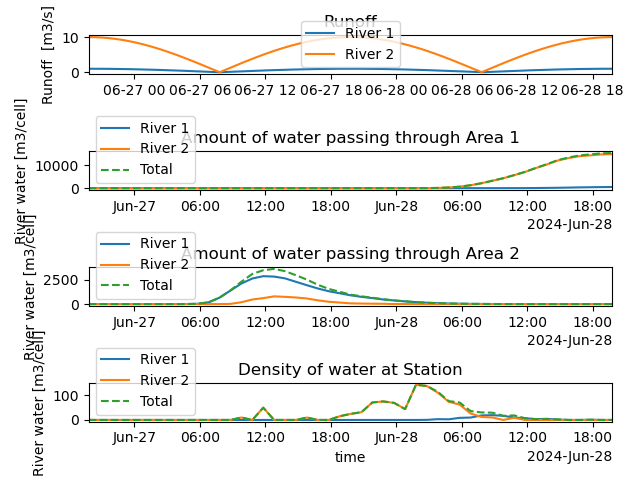 Runoff
Runoff  [m3/s]
10
0
River 1
River 2
06-27 00 06-27 06 06-27 12 06-27 18 06-28 00 06-28 06 06-28 12 06-28 18
Amount of water passing through Area 1
River water [m3/cell]
10000
0
River 1
River 2
Total
Jun-27 06:00 12:00 18:00 Jun-28 06:00 12:00 18:00
2024-Jun-28
Amount of water passing through Area 2
River water [m3/cell]
2500
0
River 1
River 2
Total
Jun-27 06:00 12:00 18:00 Jun-28 06:00 12:00 18:00
2024-Jun-28
Density of water at Station
River water [m3/cell]
100
0
River 1
River 2
Total
Jun-27 06:00 12:00 18:00 Jun-28 06:00 12:00 18:00
time
2024-Jun-28